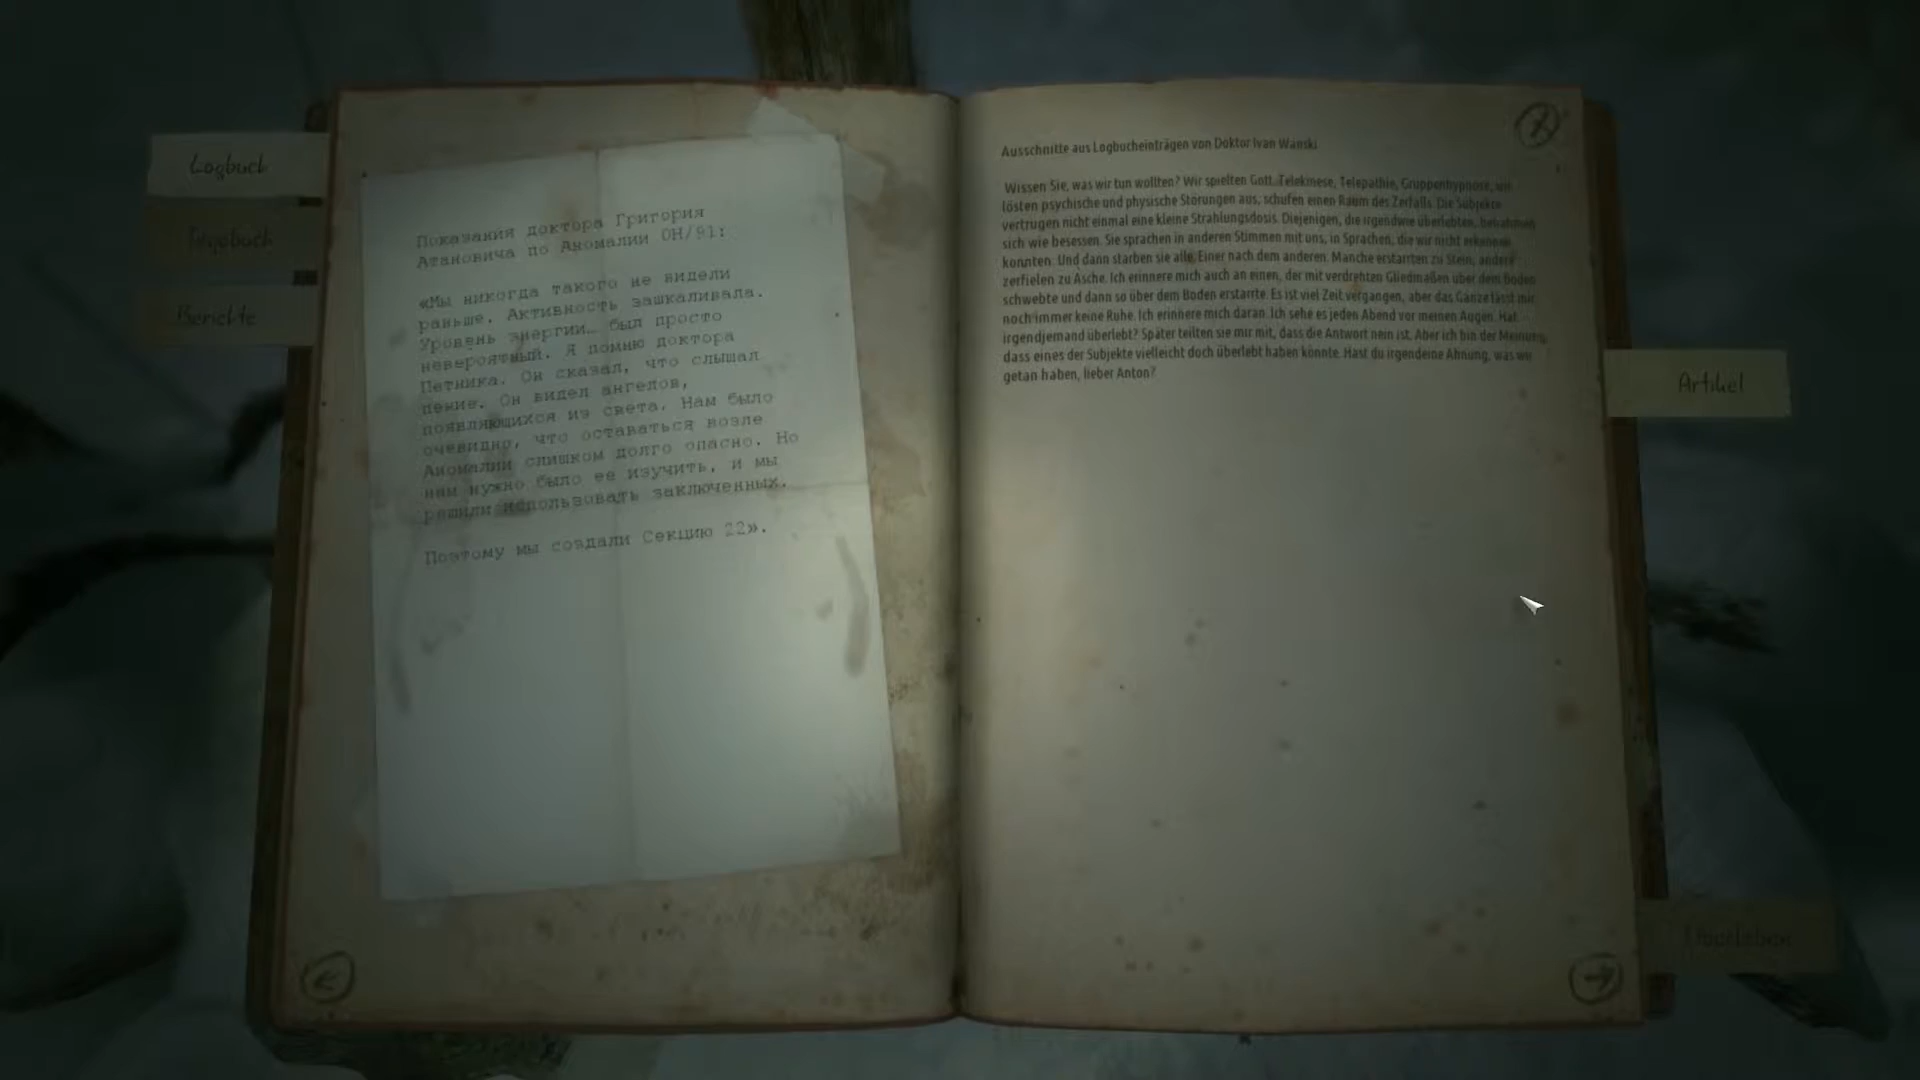 Logbuch
Tagebuch
Berichte
Показания доктора Григория
Атановича по Аномалии ОН/91:
«Мы никогда такого не видели
раньше. Активность зашкаливала.
Уровень энергии… был просто
невероятный. Я помню доктора
Петника. Он сказал, что слышал
пение. Он видел ангелов,
появляющихся из света. Нам было
очевидно, что оставаться возле
Аномалии слишком долго опасно. Но
нам нужно было ее изучить, и мы
решили использовать заключенных.
Поэтому мы создали Секцию 22».
Ausschnitte aus Logbucheinträgen von Doktor Ivan Wanski
Wissen Sie, was wir tun wollten? Wir spielten Gott. Telekinese, Telepathie, Gruppenhypnose, wir
lösten psychische und physische Störungen aus, schufen einen Raum des Zerfalls. Die Subjekte
vertrugen nicht einmal eine kleine Strahlungsdosis. Diejenigen, die irgendwie überlebten, benahmen
sich wie besessen. Sie sprachen in anderen Stimmen mit uns, in Sprachen, die wir nicht erkennen
konnten. Und dann starben sie alle. Einer nach dem anderen. Manche erstarrten zu Stein, andere
zerfielen zu Asche. Ich erinnere mich auch an einen, der mit verdrehten Gliedmaßen über dem Boden
schwebte und dann so über dem Boden erstarrte. Es ist viel Zeit vergangen, aber das Ganze lässt mir
noch immer keine Ruhe. Ich erinnere mich daran. Ich sehe es jeden Abend vor meinen Augen. Hat
irgendjemand überlebt? Später teilten sie mir mit, dass die Antwort nein ist. Aber ich bin der Meinung,
dass eines der Subjekte vielleicht doch überlebt haben könnte. Hast du irgendeine Ahnung, was wir
getan haben, lieber Anton?
Artikel